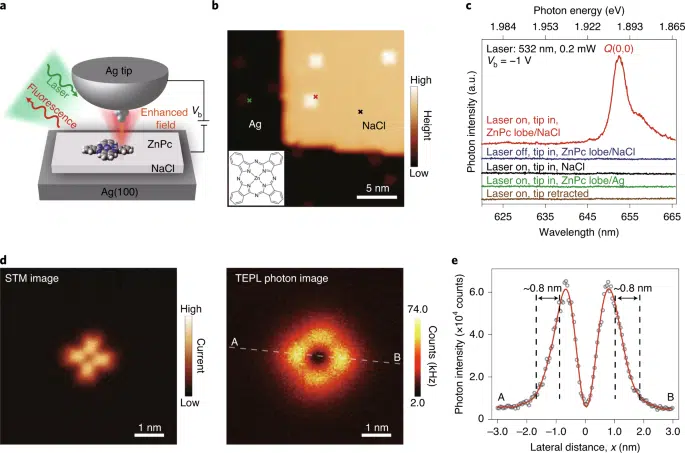 a
Ag tip
Laser
Fluorescence
Enhanced
field
Vb
ZnPc
NaCl
Ag(100)
b
Ag
NaCl
N
N
N
N
N
Zn
N
N
N
5 nm
High
Height
Low
c
Photon energy (eV)
1.984 1.953 1.922 1.893 1.865
Laser: 532 nm, 0.2 mW
Vb = −1 V
Q(0,0)
Laser on, tip in,
ZnPc lobe/NaCl
Laser off, tip in, ZnPc lobe/NaCl
Laser on, tip in, NaCl
Laser on, tip in, ZnPc lobe/Ag
Laser on, tip retracted
Photon intensity (a.u.)
625 635 645 655 665
Wavelength (nm)
d
STM image
High
Current
Low
1 nm
TEPL photon image
A
B
1 nm
74.0
Counts (kHz)
2.0
e
Photon intensity (×10⁴ counts)
6.0
4.0
2.0
0
~0.8 nm
~0.8 nm
A
B
−3.0 −2.0 −1.0 0 1.0 2.0 3.0
Lateral distance, x (nm)